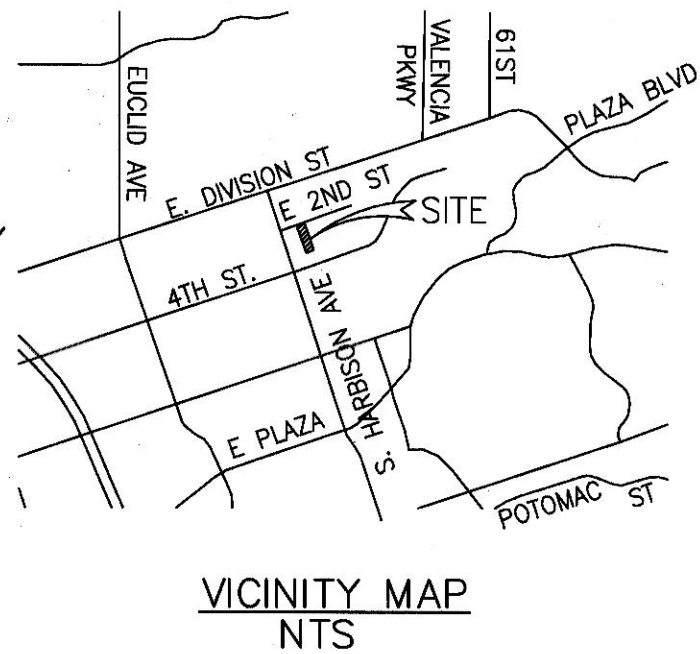 EUCLID AVE
VALENCIA
PKWY
61ST
PLAZA BLVD
E. DIVISION ST
E 2ND ST
SITE
4TH ST.
S. HARBISON AVE
E PLAZA
POTOMAC ST
VICINITY MAP
NTS